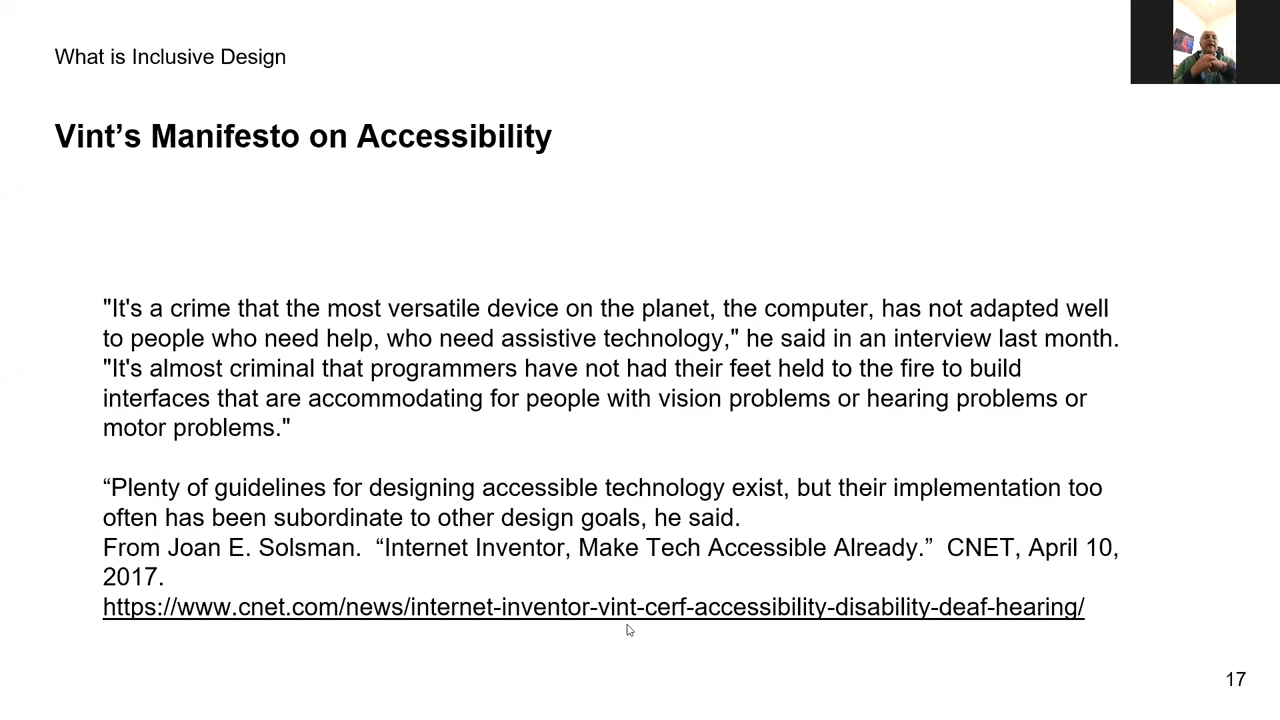 What is Inclusive Design
Vint’s Manifesto on Accessibility
"It's a crime that the most versatile device on the planet, the computer, has not adapted well
to people who need help, who need assistive technology," he said in an interview last month.
"It's almost criminal that programmers have not had their feet held to the fire to build
interfaces that are accommodating for people with vision problems or hearing problems or
motor problems."
“Plenty of guidelines for designing accessible technology exist, but their implementation too
often has been subordinate to other design goals, he said.
From Joan E. Solsman.  “Internet Inventor, Make Tech Accessible Already.”  CNET, April 10,
2017.
https://www.cnet.com/news/internet-inventor-vint-cerf-accessibility-disability-deaf-hearing/
17